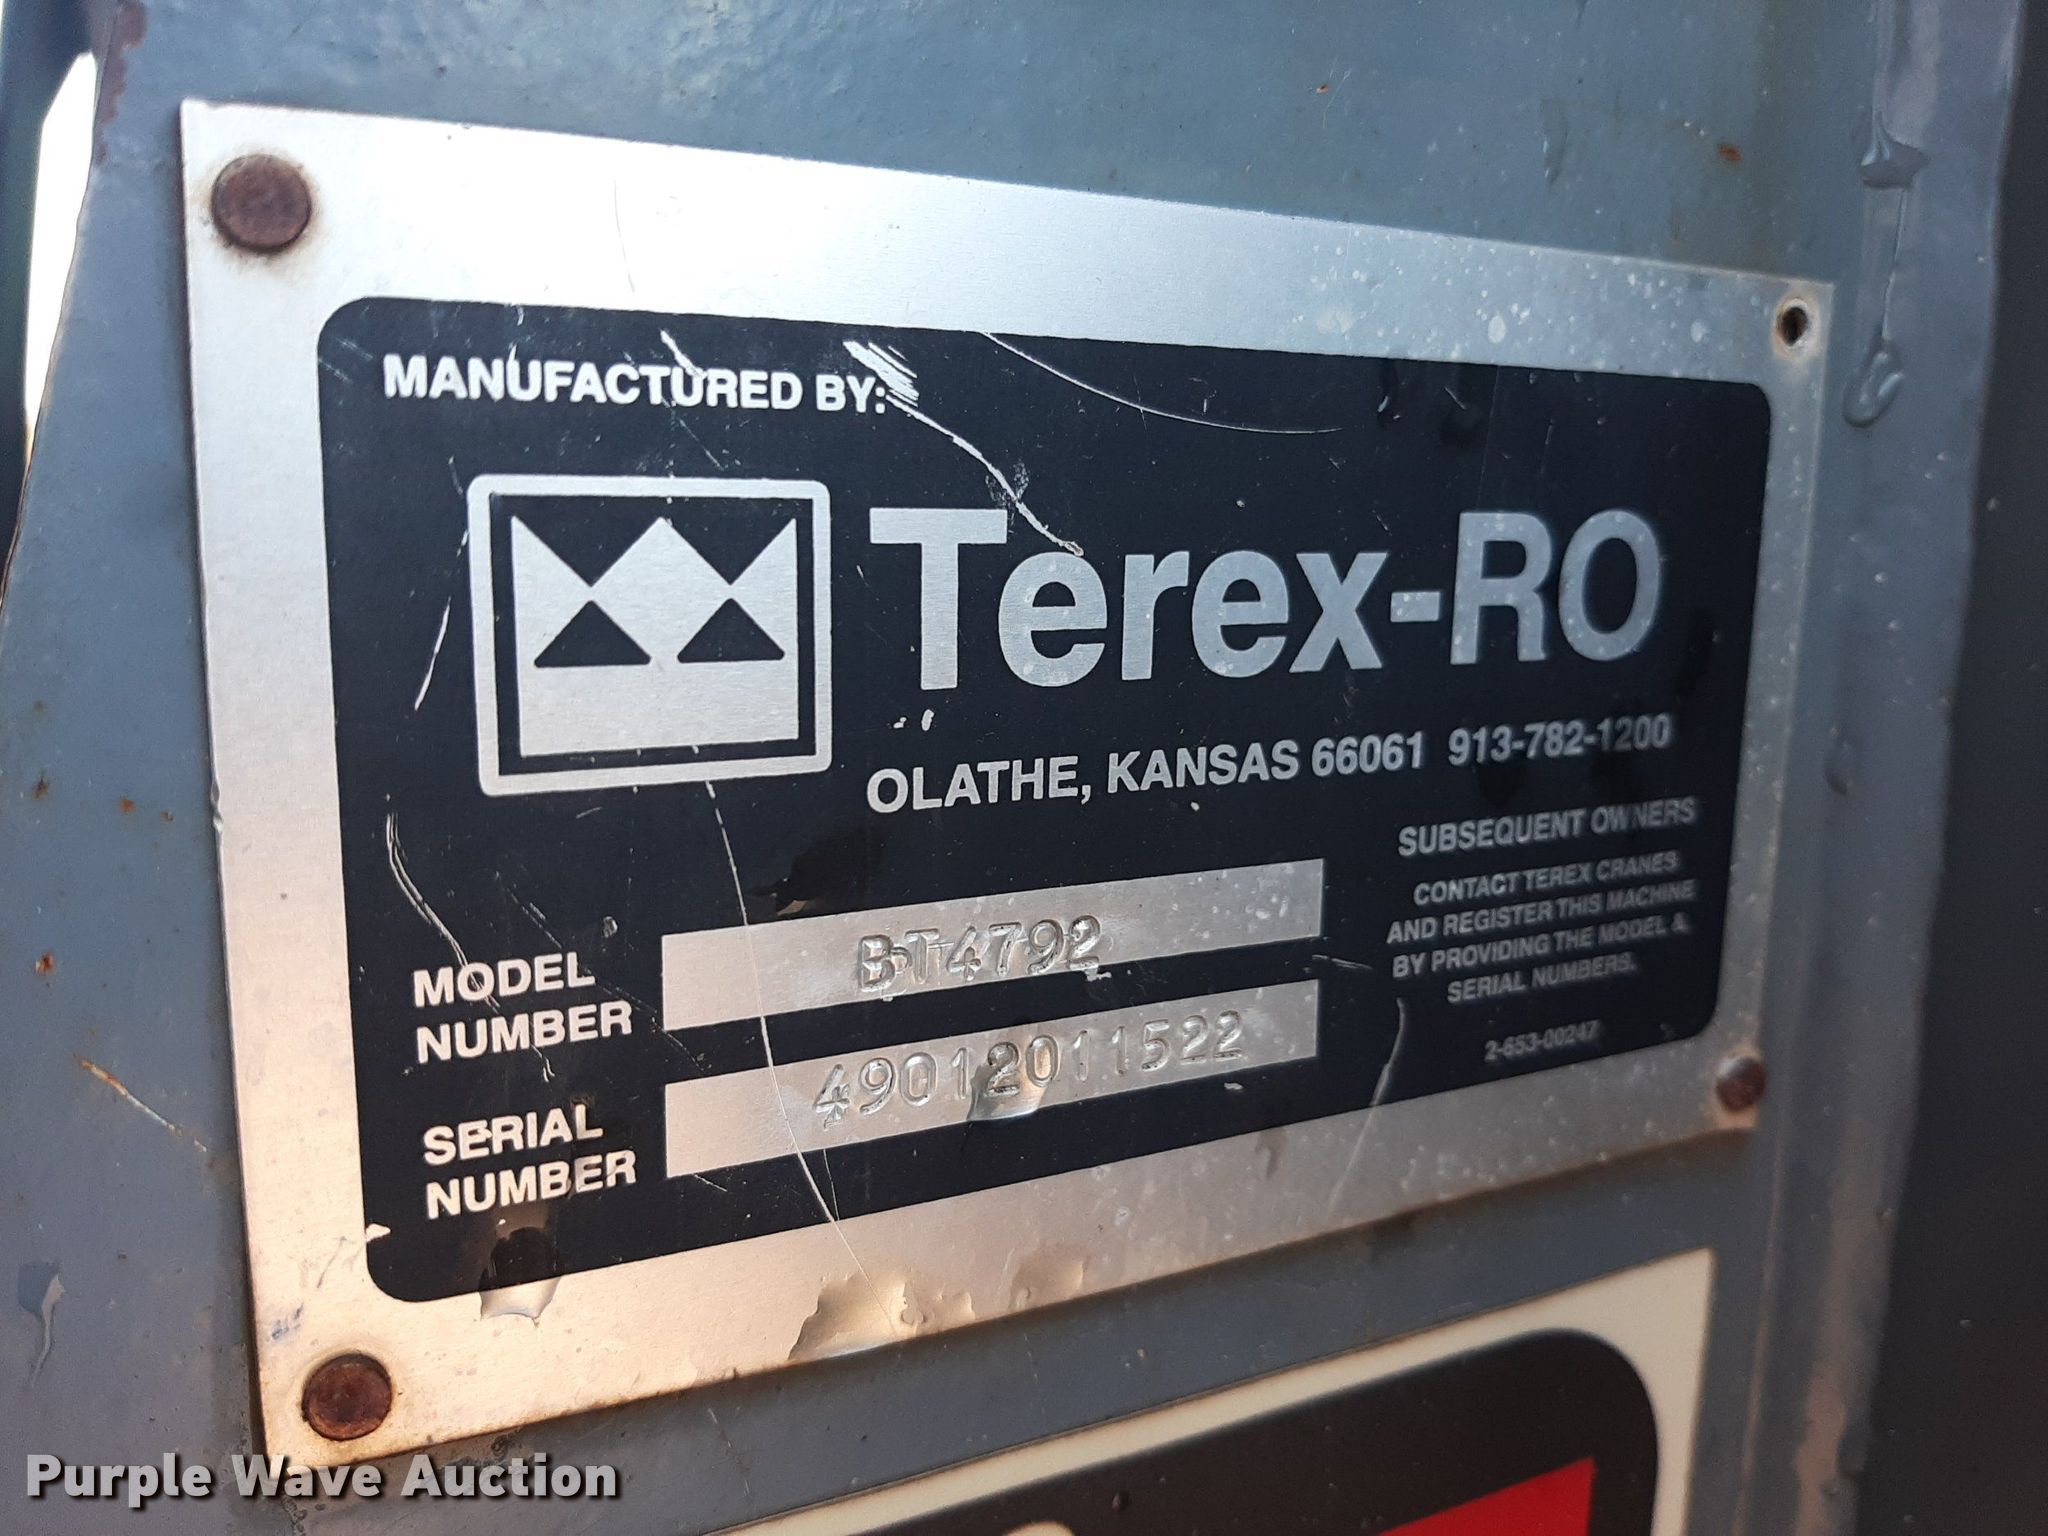 MANUFACTURED BY:
Terex-RO
OLATHE, KANSAS 66061 913-782-1200
MODEL
NUMBER
BT4792
SERIAL
NUMBER
49012011522
SUBSEQUENT OWNERS
CONTACT TEREX CRANES
AND REGISTER THIS MACHINE
BY PROVIDING THE MODEL &
SERIAL NUMBERS.
2-653-00247
Purple Wave Auction